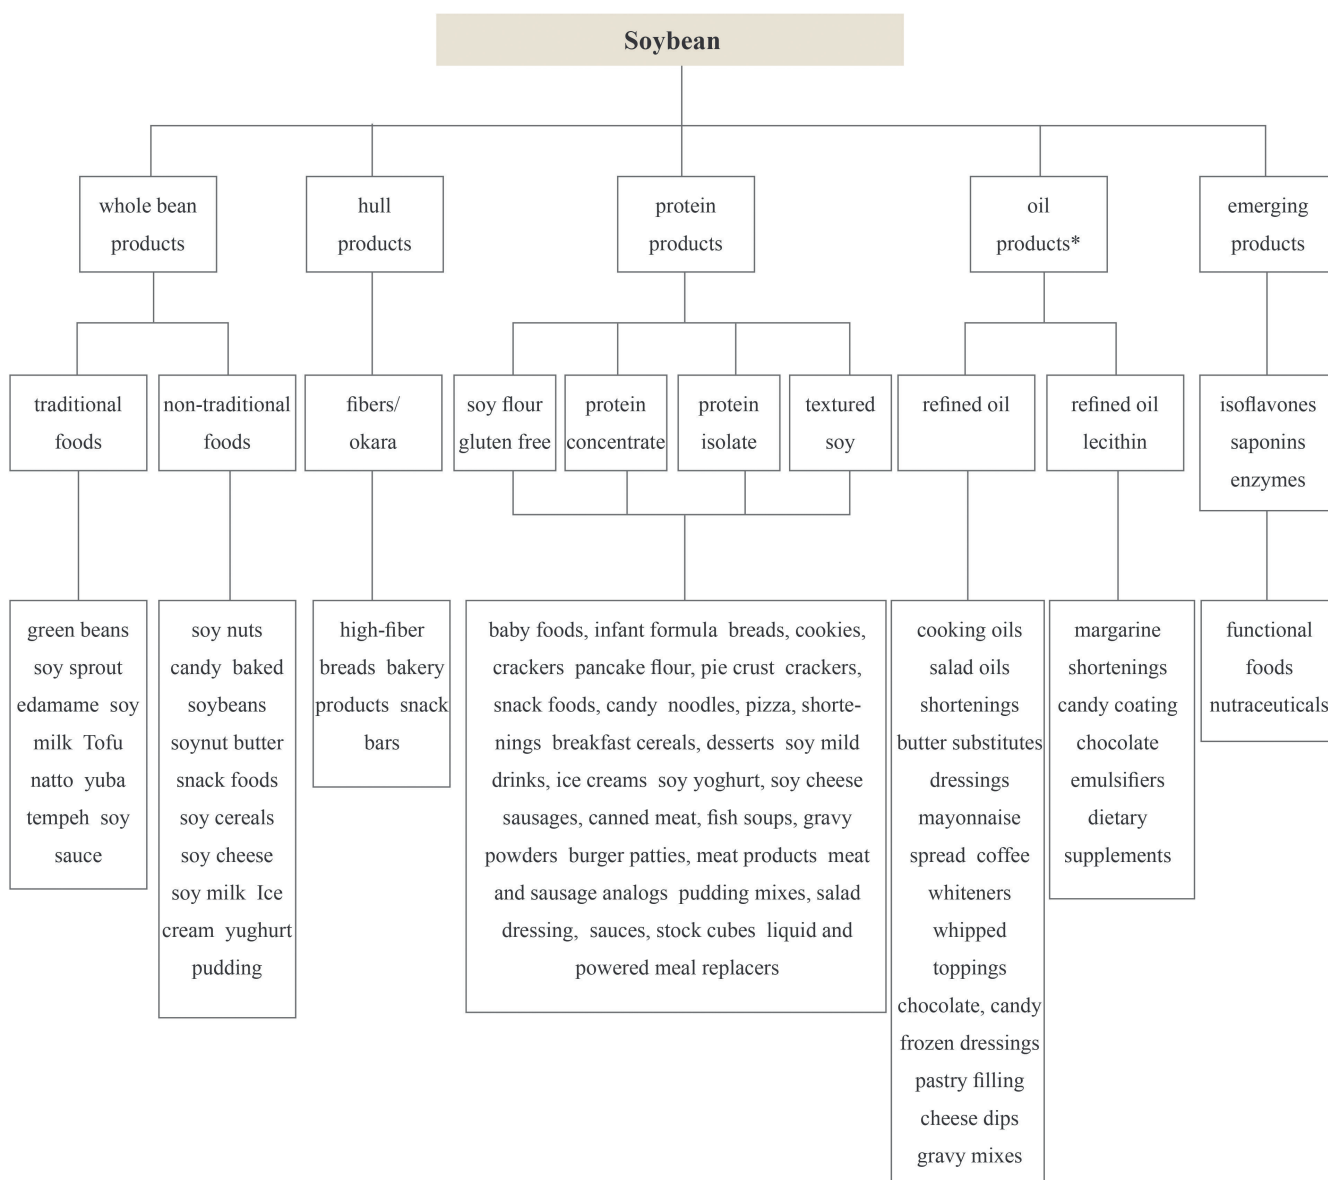 Soybean
whole bean
products
hull
products
protein
products
oil
products*
emerging
products
traditional
foods
non-traditional
foods
fibers/
okara
soy flour
gluten free
protein
concentrate
protein
isolate
textured
soy
refined oil
refined oil
lecithin
isoflavones
saponins
enzymes
green beans
soy sprout
edamame soy
milk Tofu
natto yuba
tempeh soy
sauce
soy nuts
candy baked
soybeans
soynut butter
snack foods
soy cereals
soy cheese
soy milk Ice
cream yughurt
pudding
high-fiber
breads bakery
products snack
bars
baby foods, infant formula breads, cookies,
crackers pancake flour, pie crust crackers,
snack foods, candy noodles, pizza, shorte-
nings breakfast cereals, desserts soy mild
drinks, ice creams soy yoghurt, soy cheese
sausages, canned meat, fish soups, gravy
powders burger patties, meat products meat
and sausage analogs pudding mixes, salad
dressing, sauces, stock cubes liquid and
powered meal replacers
cooking oils
salad oils
shortenings
butter substitutes
dressings
mayonnaise
spread coffee
whiteners
whipped
toppings
chocolate, candy
frozen dressings
pastry filling
cheese dips
gravy mixes
margarine
shortenings
candy coating
chocolate
emulsifiers
dietary
supplements
functional
foods
nutraceuticals